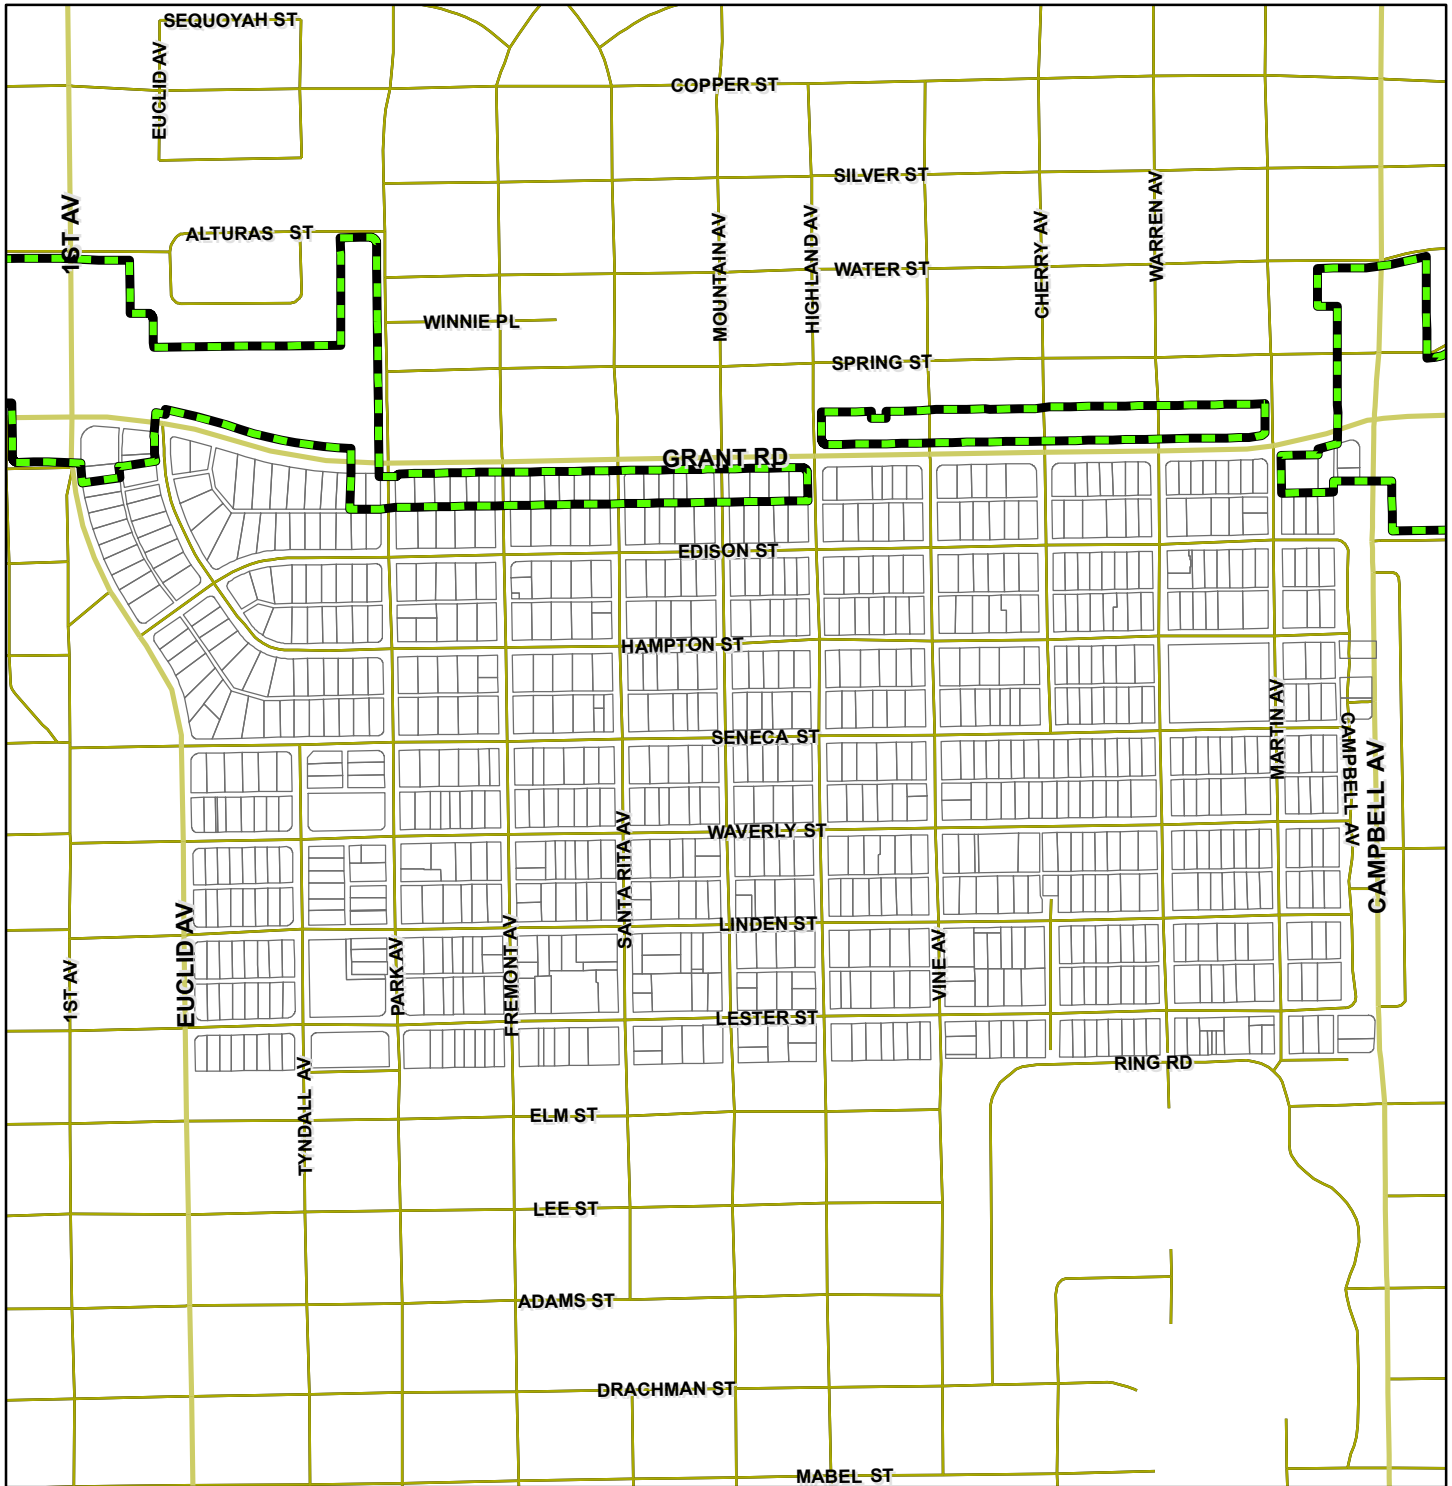 SEQUOYAH ST
EUCLID AV
COPPER ST
SILVER ST
1ST AV
ALTURAS ST
MOUNTAIN AV
HIGHLAND AV
CHERRY AV
WARREN AV
WATER ST
WINNIE PL
SPRING ST
GRANT RD
EDISON ST
HAMPTON ST
MARTIN AV
CAMPBELL AV
CAMPBELL AV
SENECA ST
SANTA RITA AV
WAVERLY ST
EUCLID AV
LINDEN ST
1ST AV
PARK AV
FREMONT AV
VINE AV
LESTER ST
RING RD
TYNDALL AV
ELM ST
LEE ST
ADAMS ST
DRACHMAN ST
MABEL ST